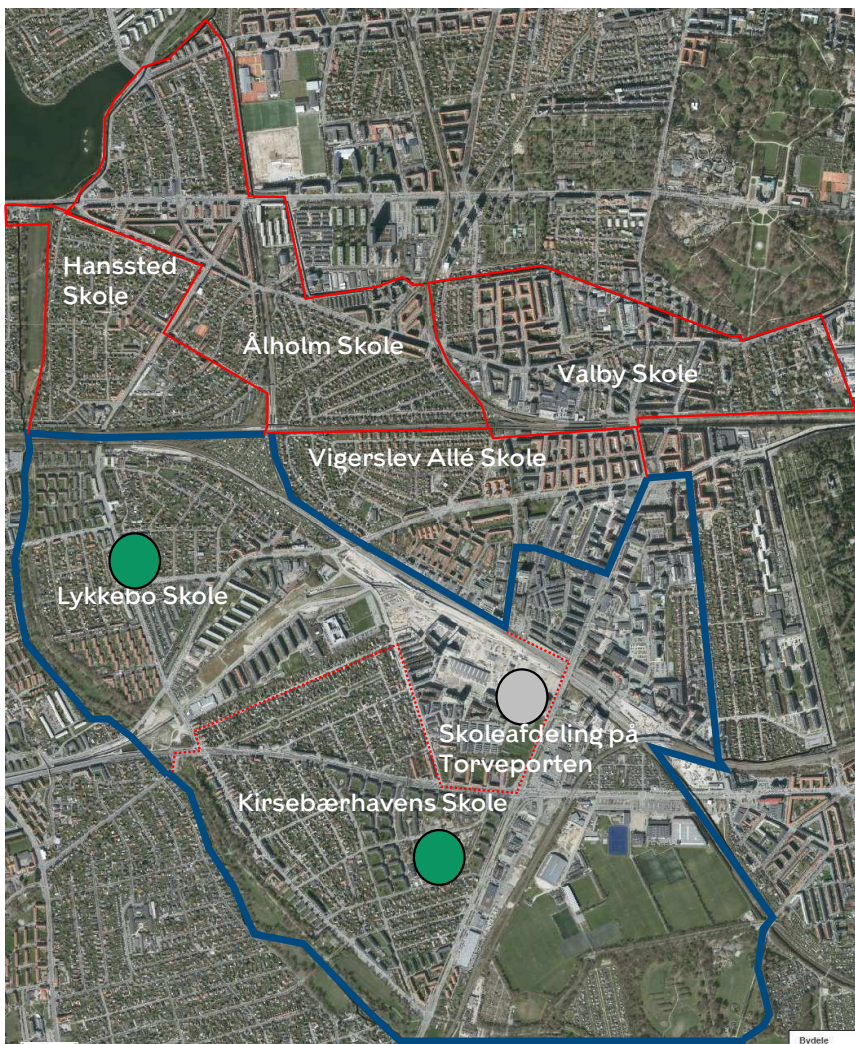 Hanssted
Skole
Ålholm Skole
Valby Skole
Vigerslev Allé Skole
Lykkebo Skole
Skoleafdeling på
Torveporten
Kirsebærhavens Skole
Bydele